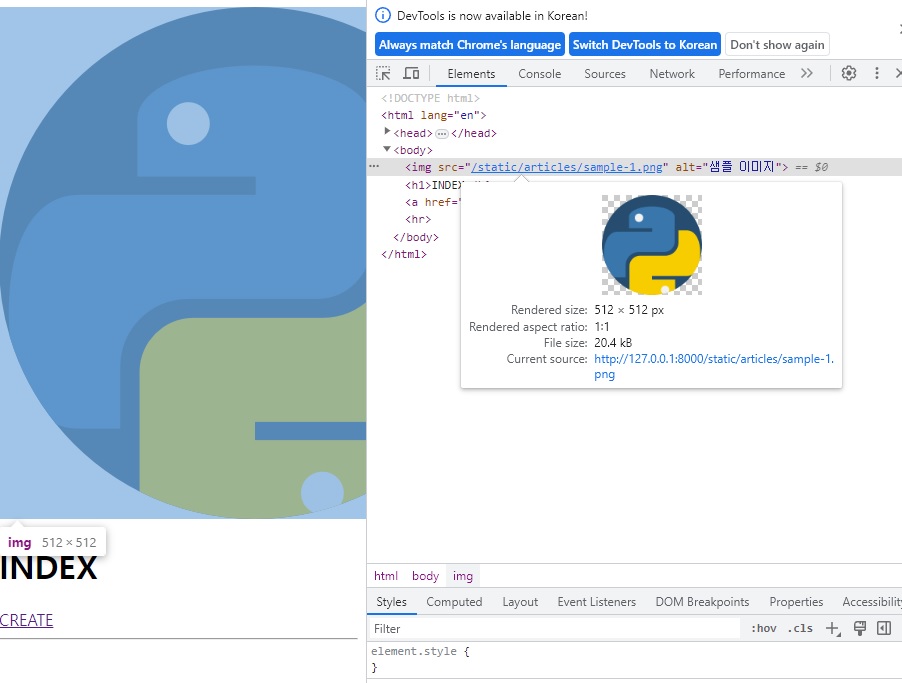 DevTools is now available in Korean!
Always match Chrome's language Switch DevTools to Korean Don't show again
Elements Console Sources Network Performance
<!DOCTYPE html>
<html lang="en">
<head> ⋯ </head>
<body>
<img src="/static/articles/sample-1.png" alt="샘플 이미지"> == $0
<h1>INDEX
<a href="
<hr>
</body>
</html>
Rendered size: 512 × 512 px
Rendered aspect ratio: 1:1
File size: 20.4 kB
Current source: http://127.0.0.1:8000/static/articles/sample-1.
png
img 512 × 512
INDEX
CREATE
html body img
Styles Computed Layout Event Listeners DOM Breakpoints Properties Accessibility
Filter :hov .cls
element.style {
}